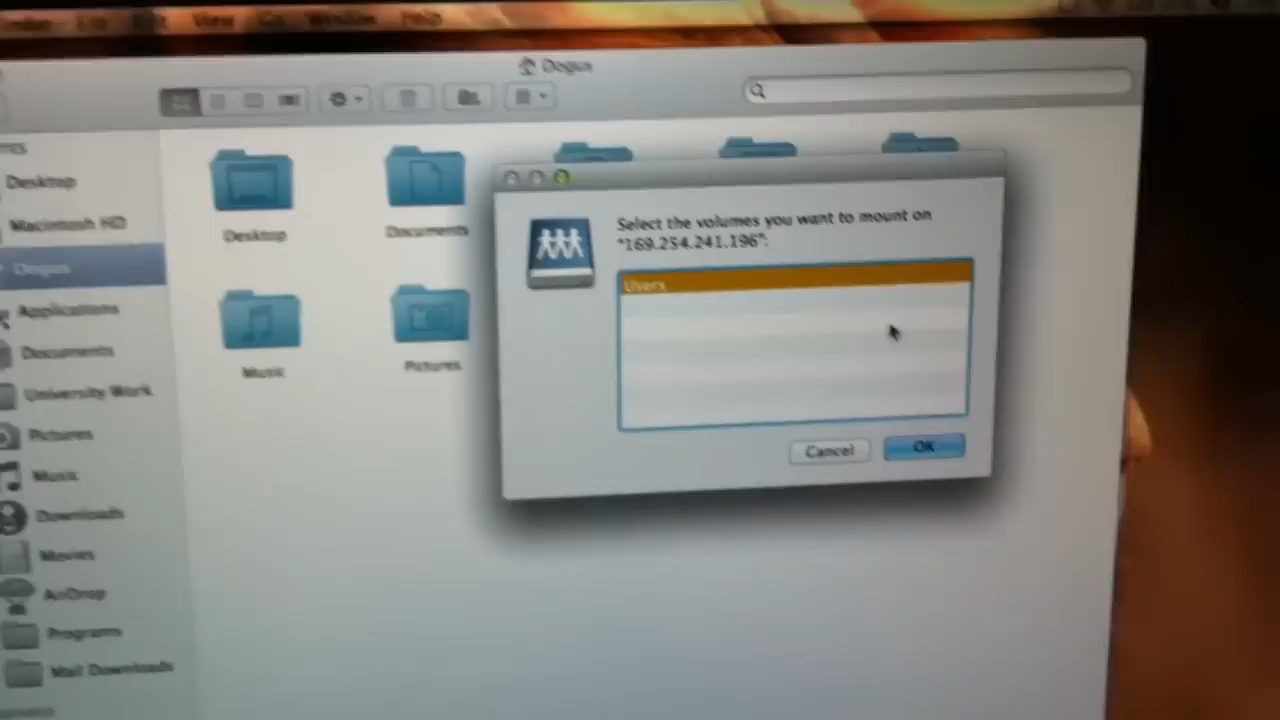 View
Go
Window
Help
Dogus
Desktop
Macintosh HD
Dogus
Applications
Documents
University Work
Pictures
Music
Downloads
Movies
AirDrop
Programs
Mail Downloads
Desktop
Documents
Music
Pictures
Select the volumes you want to mount on
"169.254.241.196":
Users
Cancel
OK